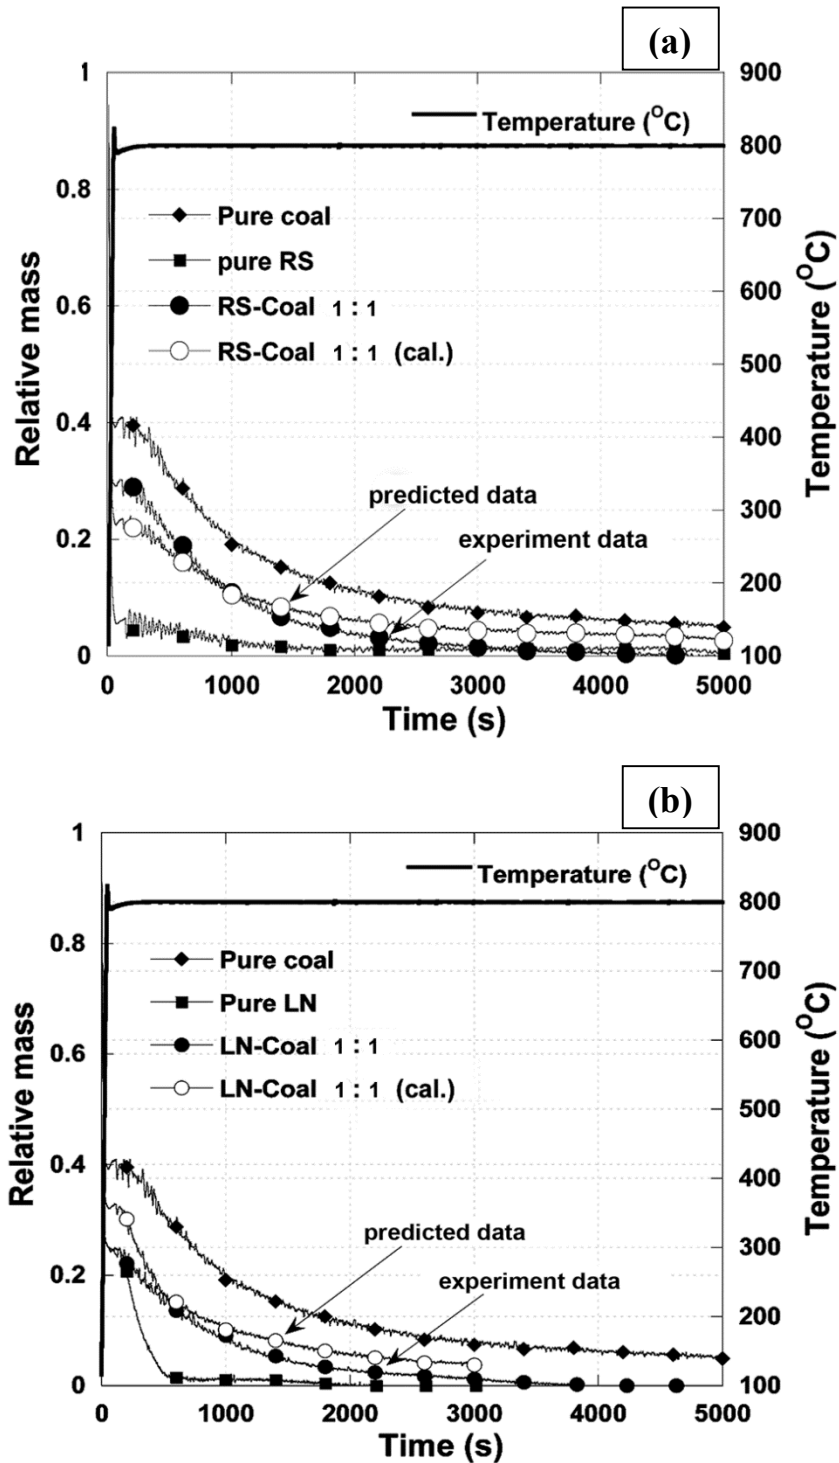 (a)
1
900
Temperature (°C)
0.8
800
Pure coal
700
pure RS
0.6
600
RS-Coal 1 : 1
RS-Coal 1 : 1 (cal.)
500
0.4
400
predicted data
300
experiment data
0.2
200
0
100
Relative mass
Temperature (°C)
0
1000
2000
3000
4000
5000
Time (s)
(b)
1
900
Temperature (°C)
0.8
800
Pure coal
700
Pure LN
0.6
600
LN-Coal 1 : 1
LN-Coal 1 : 1 (cal.)
500
0.4
400
predicted data
300
experiment data
0.2
200
0
100
Relative mass
Temperature (°C)
0
1000
2000
3000
4000
5000
Time (s)